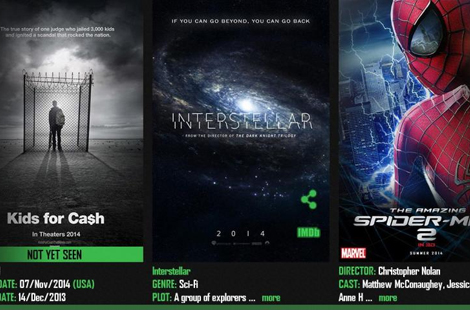 The true story of one judge who jailed 3,000 kids
and ignited a scandal that rocked the nation.
Kids for Ca$h
In Theaters 2014
NOT YET SEEN
DATE: 07/Nov/2014 (USA)
DATE: 14/Dec/2013
IF YOU CAN GO BEYOND, YOU CAN GO BACK
INTERSTELLAR
FROM THE DIRECTOR OF THE DARK KNIGHT TRILOGY
2014
IMDb
Interstellar
GENRE: Sci-Fi
PLOT: A group of explorers ... more
THE AMAZING
SPIDER-M
2
MARVEL
SUMMER 2014
DIRECTOR: Christopher Nolan
CAST: Matthew McConaughey, Jessic
Anne H ... more